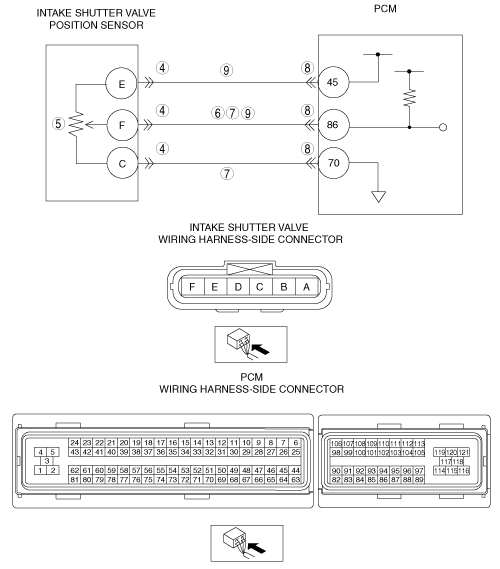 INTAKE SHUTTER VALVE
POSITION SENSOR
PCM
E 4 9 8 45
5 F 4 6 7 9 8 86
C 4 7 8 70
INTAKE SHUTTER VALVE
WIRING HARNESS-SIDE CONNECTOR
F E D C B A
PCM
WIRING HARNESS-SIDE CONNECTOR
24 23 22 21 20 19 18 17 16 15 14 13 12 11 10 9 8 7 6
4 5 43 42 41 40 39 38 37 36 35 34 33 32 31 30 29 28 27 26 25
3
1 2 62 61 60 59 58 57 56 55 54 53 52 51 50 49 48 47 46 45 44
81 80 79 78 77 76 75 74 73 72 71 70 69 68 67 66 65 64 63
106 107 108 109 110 111 112 113
98 99 100 101 102 103 104 105 119 120 121
117 118
90 91 92 93 94 95 96 97 114 115 116
82 83 84 85 86 87 88 89